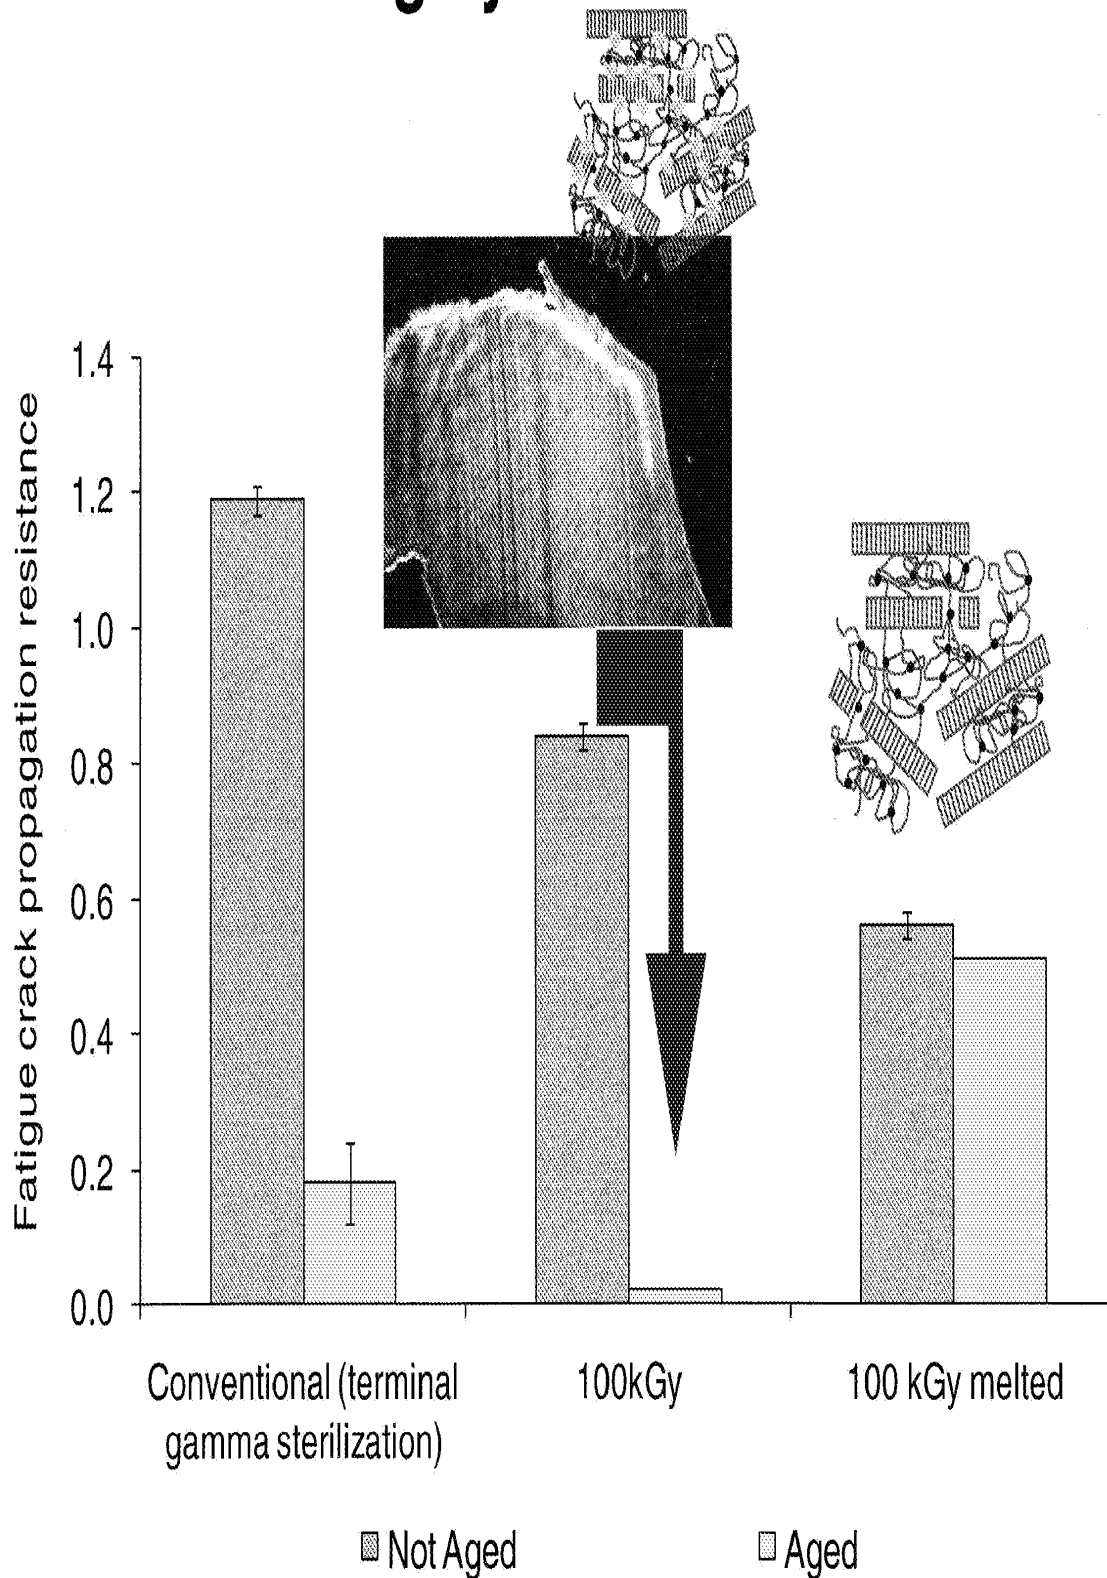 1.4
1.2
1.0
0.8
0.6
0.4
0.2
0.0
Fatigue crack propagation resistance
Conventional (terminal
gamma sterilization)
100kGy
100 kGy melted
Not Aged
Aged